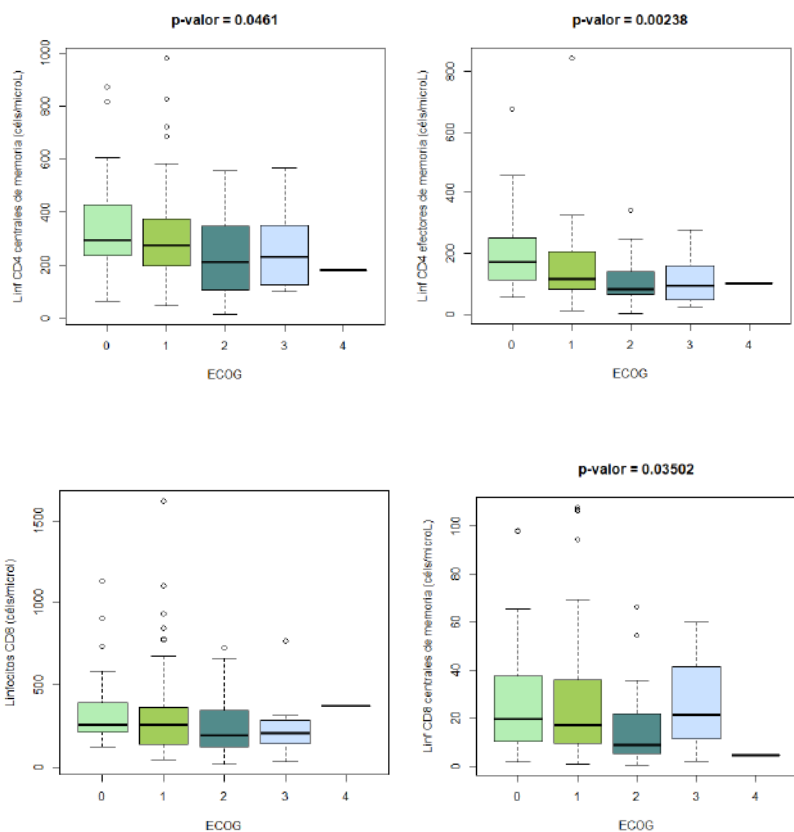 p-valor = 0.0461
Linf CD4 centrales de memoria (céls/microL)
1000
800
600
400
200
0
0 1 2 3 4
ECOG
p-valor = 0.00238
Linf CD4 efectores de memoria (céls/microL)
800
600
400
200
0
0 1 2 3 4
ECOG
Linfocitos CD8 (céls/microl)
1500
1000
500
0
0 1 2 3 4
ECOG
p-valor = 0.03502
Linf CD8 centrales de memoria (céls/microL)
100
80
60
40
20
0
0 1 2 3 4
ECOG